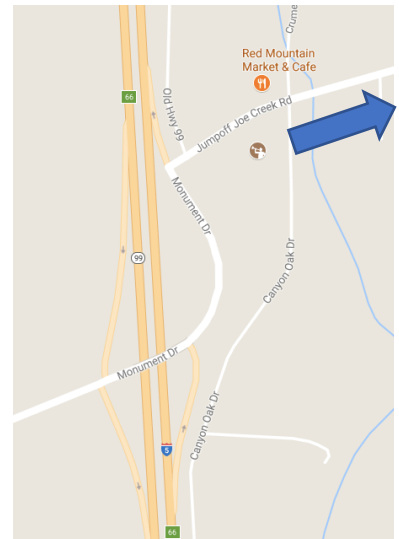 Crume
Red Mountain
Market & Cafe
66
Old Hwy 99
Jumpoff Joe Creek Rd
Monument Dr
99
Canyon Oak Dr
Monument Dr
Canyon Oak Dr
5
66